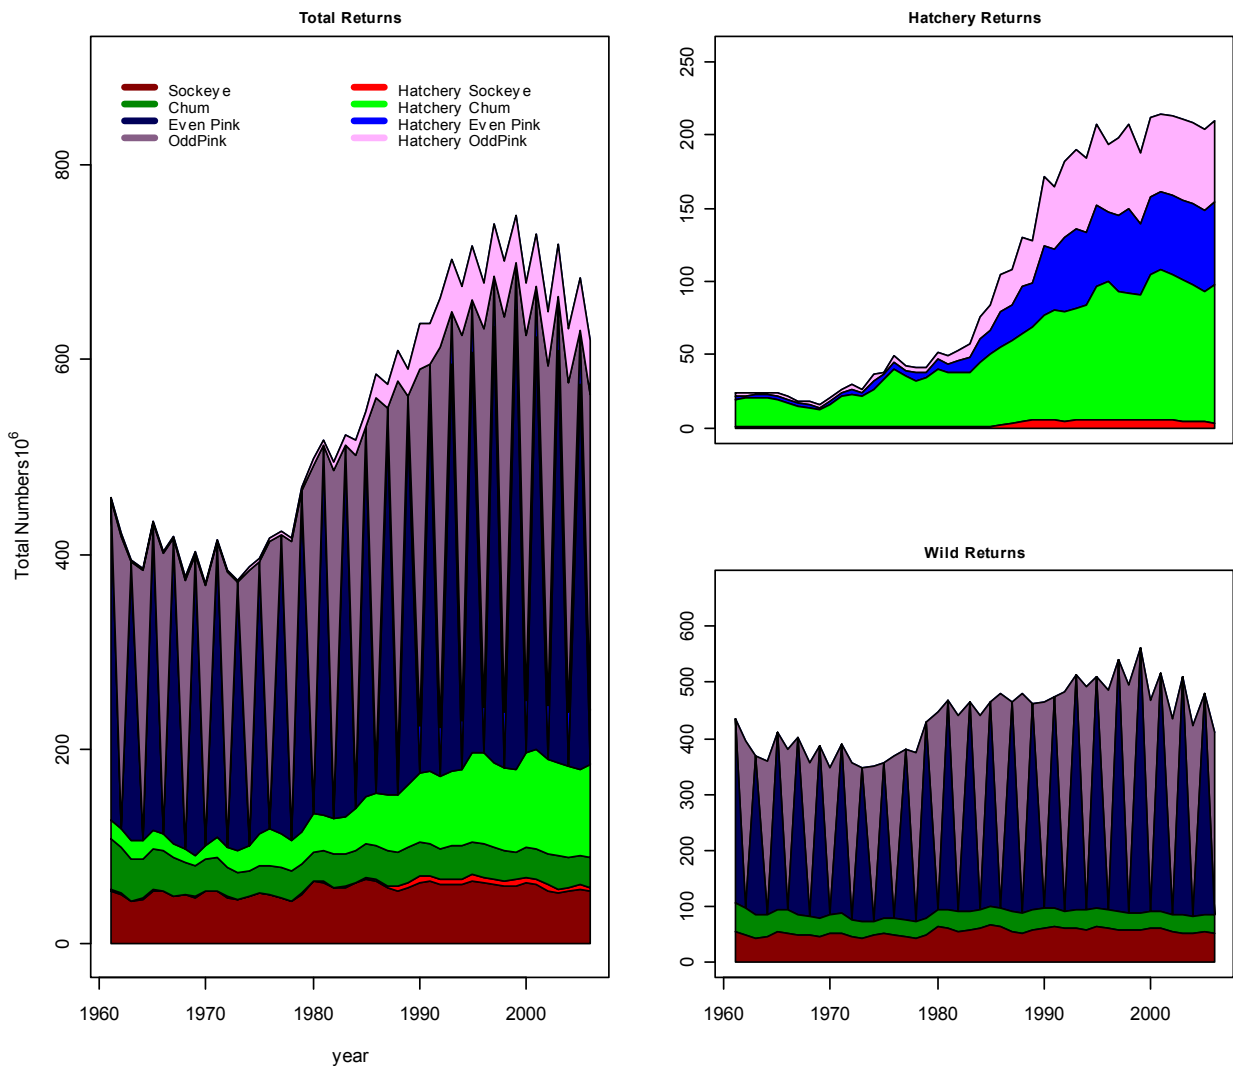 Total Returns
Sockeye
Chum
Even Pink
OddPink
Hatchery Sockeye
Hatchery Chum
Hatchery Even Pink
Hatchery OddPink
800
600
400
200
0
Total Numbers10^6
1960 1970 1980 1990 2000
year
Hatchery Returns
250
200
150
100
50
0
Wild Returns
600
500
400
300
200
100
0
1960 1970 1980 1990 2000